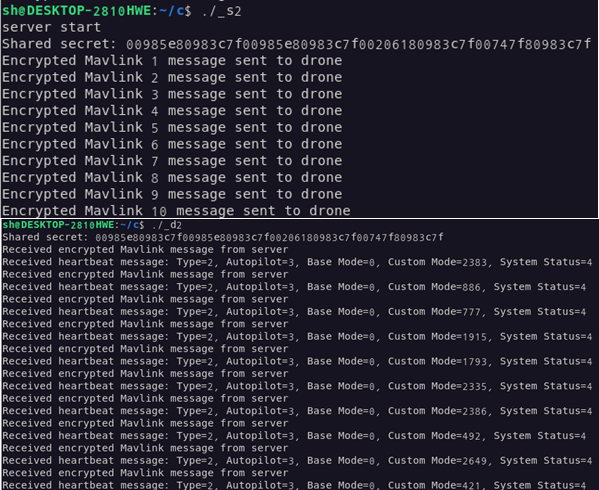 sh@DESKTOP-2810HWE:~/c$ ./_s2
server start
Shared secret: 00985e80983c7f00985e80983c7f00206180983c7f00747f80983c7f
Encrypted Mavlink 1 message sent to drone
Encrypted Mavlink 2 message sent to drone
Encrypted Mavlink 3 message sent to drone
Encrypted Mavlink 4 message sent to drone
Encrypted Mavlink 5 message sent to drone
Encrypted Mavlink 6 message sent to drone
Encrypted Mavlink 7 message sent to drone
Encrypted Mavlink 8 message sent to drone
Encrypted Mavlink 9 message sent to drone
Encrypted Mavlink 10 message sent to drone
sh@DESKTOP-2810HWE:~/c$ ./_d2
Shared secret: 00985e80983c7f00985e80983c7f00206180983c7f00747f80983c7f
Received encrypted Mavlink message from server
Received heartbeat message: Type=2, Autopilot=3, Base Mode=0, Custom Mode=2383, System Status=4
Received encrypted Mavlink message from server
Received heartbeat message: Type=2, Autopilot=3, Base Mode=0, Custom Mode=886, System Status=4
Received encrypted Mavlink message from server
Received heartbeat message: Type=2, Autopilot=3, Base Mode=0, Custom Mode=777, System Status=4
Received encrypted Mavlink message from server
Received heartbeat message: Type=2, Autopilot=3, Base Mode=0, Custom Mode=1915, System Status=4
Received encrypted Mavlink message from server
Received heartbeat message: Type=2, Autopilot=3, Base Mode=0, Custom Mode=1793, System Status=4
Received encrypted Mavlink message from server
Received heartbeat message: Type=2, Autopilot=3, Base Mode=0, Custom Mode=2335, System Status=4
Received encrypted Mavlink message from server
Received heartbeat message: Type=2, Autopilot=3, Base Mode=0, Custom Mode=2386, System Status=4
Received encrypted Mavlink message from server
Received heartbeat message: Type=2, Autopilot=3, Base Mode=0, Custom Mode=492, System Status=4
Received encrypted Mavlink message from server
Received heartbeat message: Type=2, Autopilot=3, Base Mode=0, Custom Mode=2649, System Status=4
Received encrypted Mavlink message from server
Received heartbeat message: Type=2, Autopilot=3, Base Mode=0, Custom Mode=421, System Status=4